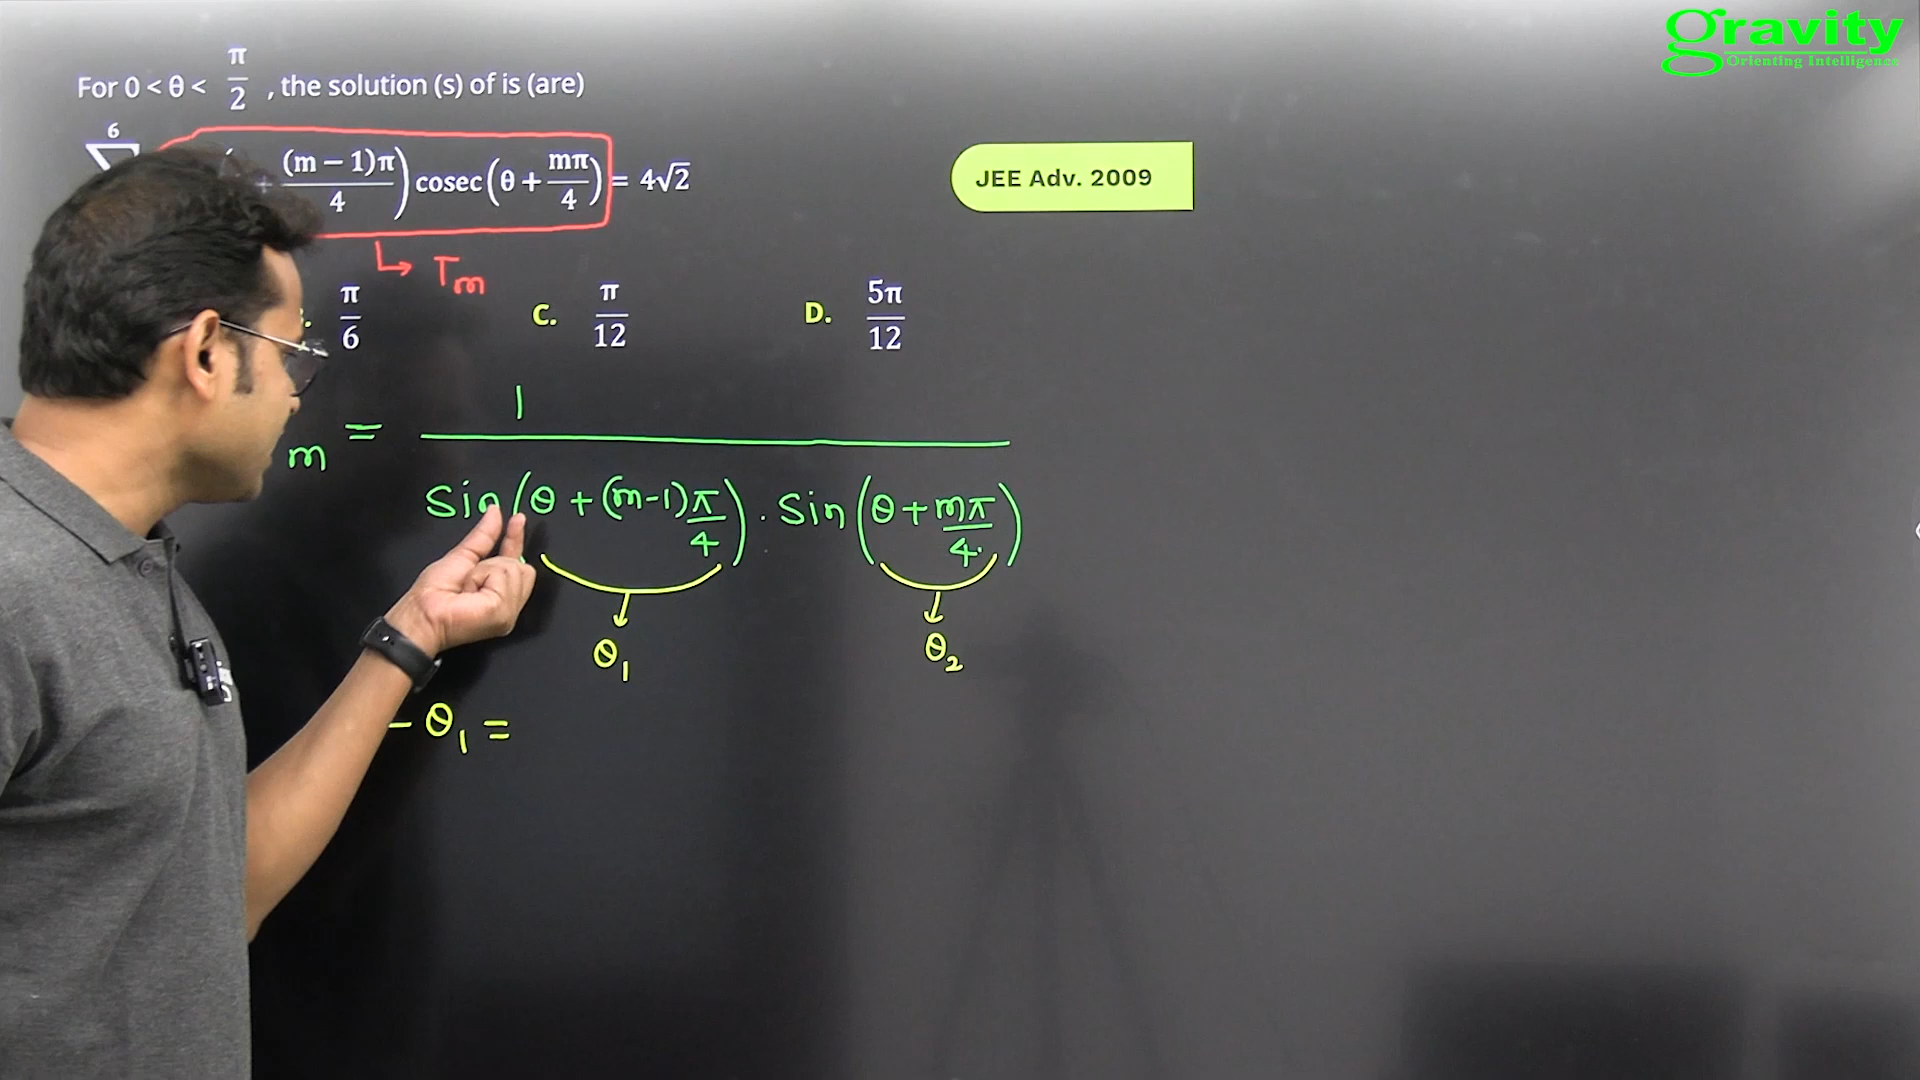 gravity
Orienting Intelligence
For 0 < θ < π/2 , the solution (s) of is (are)
6
∑ (m − 1)π/4) cosec(θ + mπ/4) = 4√2
JEE Adv. 2009
↳ Tm
π/6 C. π/12 D. 5π/12
m = 1
Sin(θ + (m-1)π/4) . Sin(θ + mπ/4)
θ1 θ2
- θ1 =